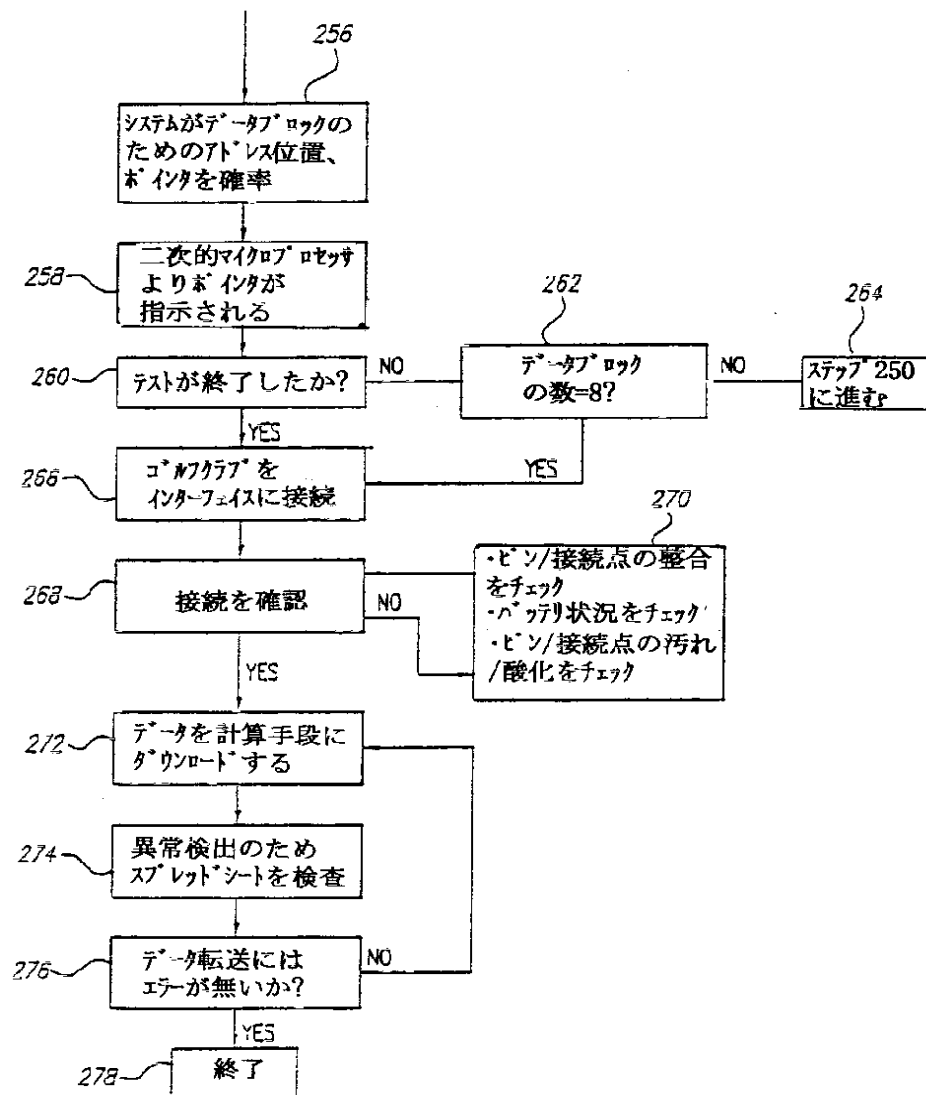 256
システムがデータブロックの
ためのアドレス位置、
ポインタを確率
258
二次的マイクロプロセッサ
よりポインタが
指示される
260
テストが終了したか?
NO
262
データブロック
の数=8?
NO
264
ステップ250
に進む
YES
YES
266
ゴルフクラブを
インターフェイスに接続
268
接続を確認
NO
270
・ピン/接続点の整合
をチェック
・バッテリ状況をチェック
・ピン/接続点の汚れ
/酸化をチェック
YES
272
データを計算手段に
ダウンロードする
274
異常検出のため
スプレッドシートを検査
276
データ転送には
エラーが無いか?
NO
YES
278
終了